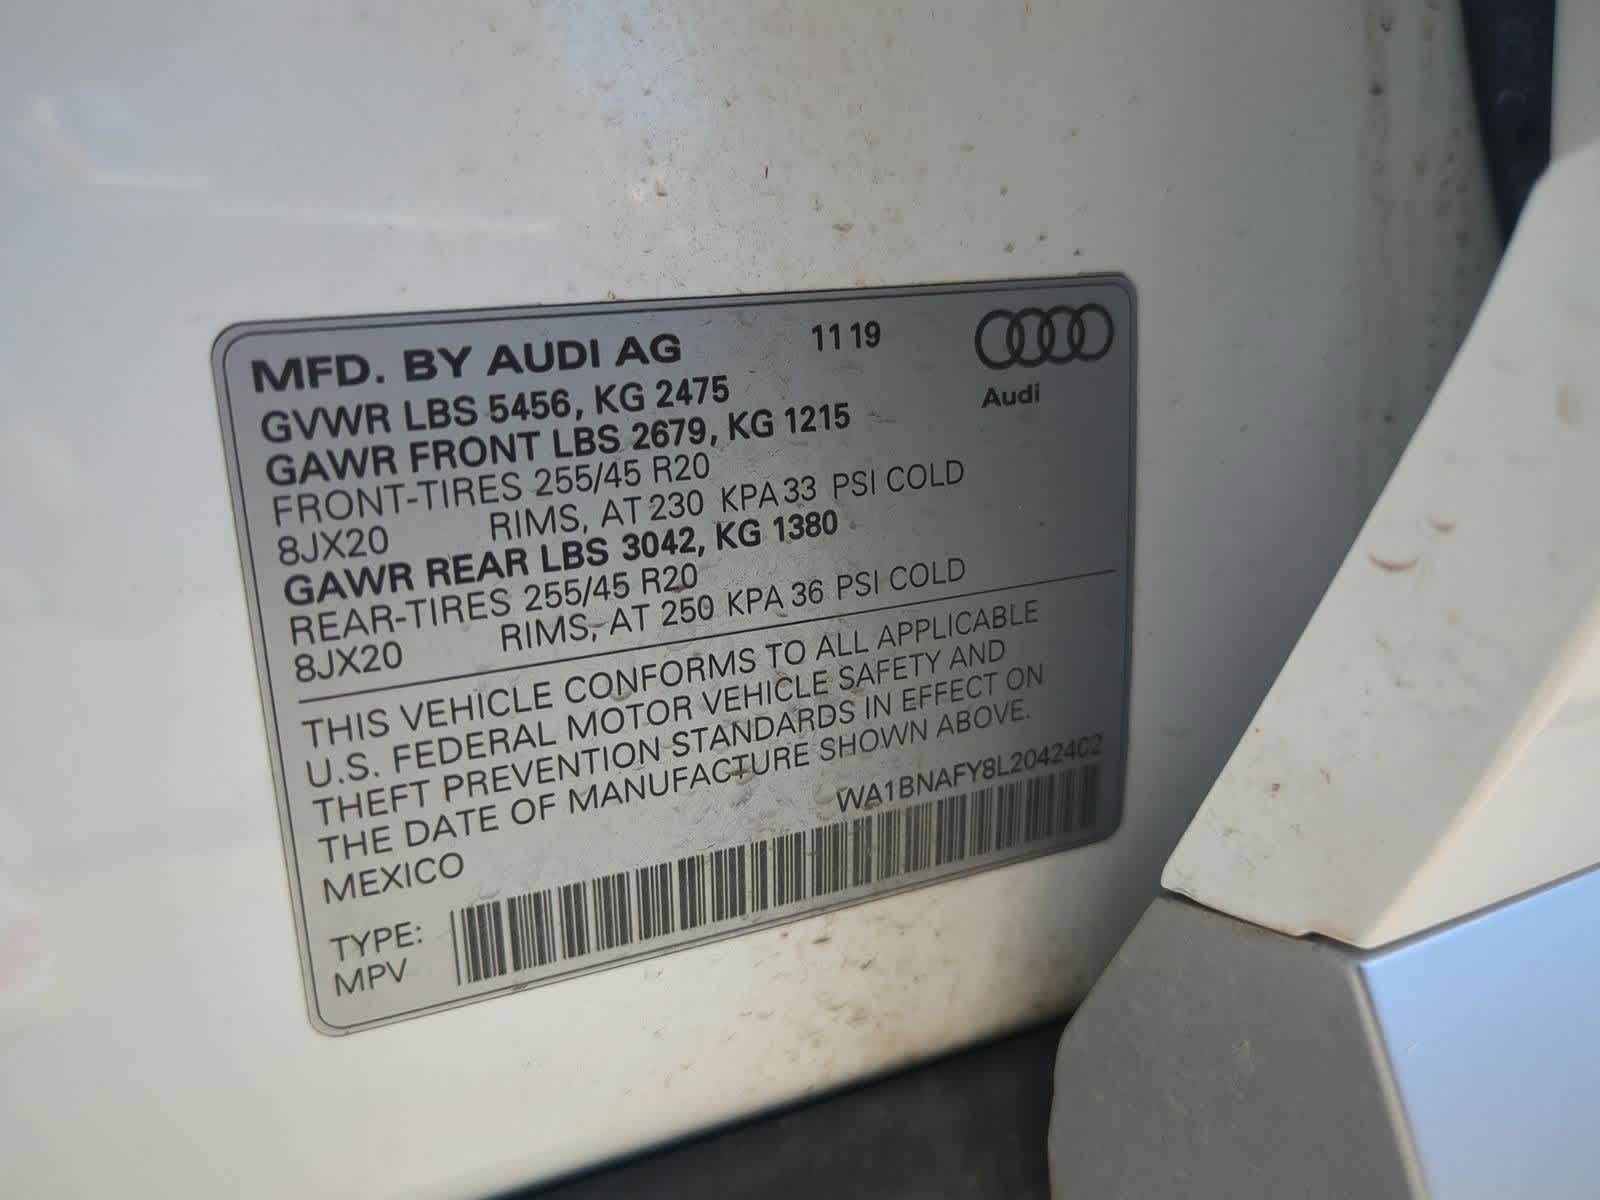 MFD. BY AUDI AG 11 19
Audi
GVWR LBS 5456, KG 2475
GAWR FRONT LBS 2679, KG 1215
FRONT-TIRES 255/45 R20
8JX20 RIMS, AT 230 KPA 33 PSI COLD
GAWR REAR LBS 3042, KG 1380
REAR-TIRES 255/45 R20
8JX20 RIMS, AT 250 KPA 36 PSI COLD
THIS VEHICLE CONFORMS TO ALL APPLICABLE
U.S. FEDERAL MOTOR VEHICLE SAFETY AND
THEFT PREVENTION STANDARDS IN EFFECT ON
THE DATE OF MANUFACTURE SHOWN ABOVE.
MEXICO WA1BNAFY8L2042402
TYPE:
MPV